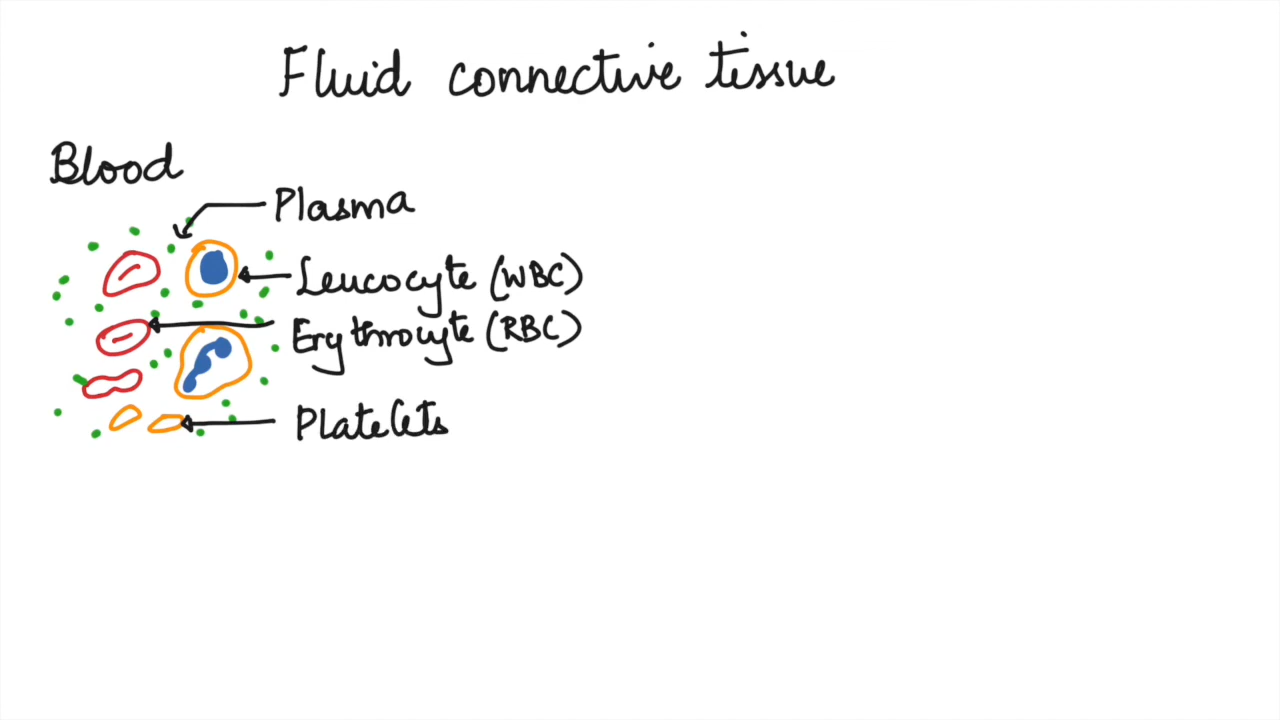 Fluid connective tissue
Blood
Plasma
Leucocyte (WBC)
Erythrocyte (RBC)
Platelets